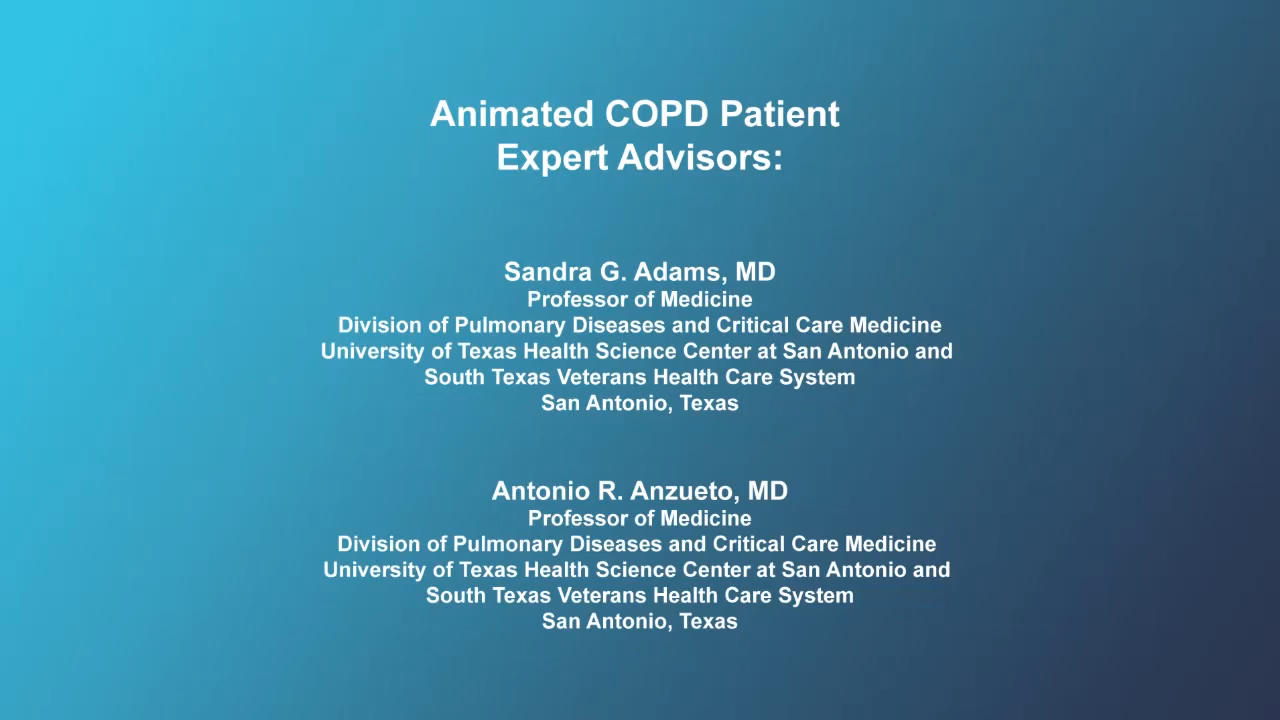 Animated COPD Patient
Expert Advisors:
Sandra G. Adams, MD
Professor of Medicine
Division of Pulmonary Diseases and Critical Care Medicine
University of Texas Health Science Center at San Antonio and
South Texas Veterans Health Care System
San Antonio, Texas
Antonio R. Anzueto, MD
Professor of Medicine
Division of Pulmonary Diseases and Critical Care Medicine
University of Texas Health Science Center at San Antonio and
South Texas Veterans Health Care System
San Antonio, Texas